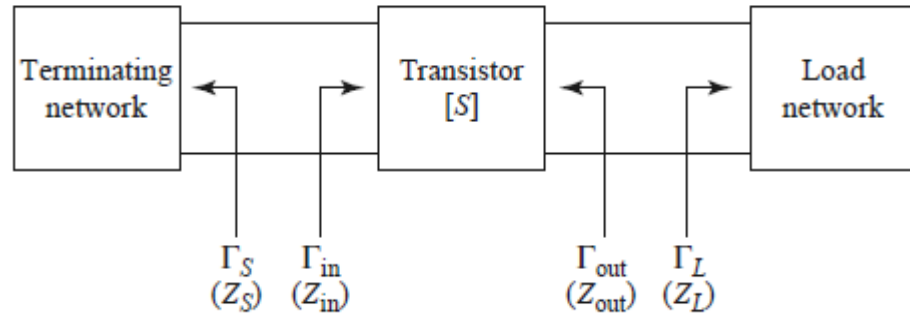 Terminating
network
Transistor
[S]
Load
network
Γ_S
(Z_S)
Γ_in
(Z_in)
Γ_out
(Z_out)
Γ_L
(Z_L)